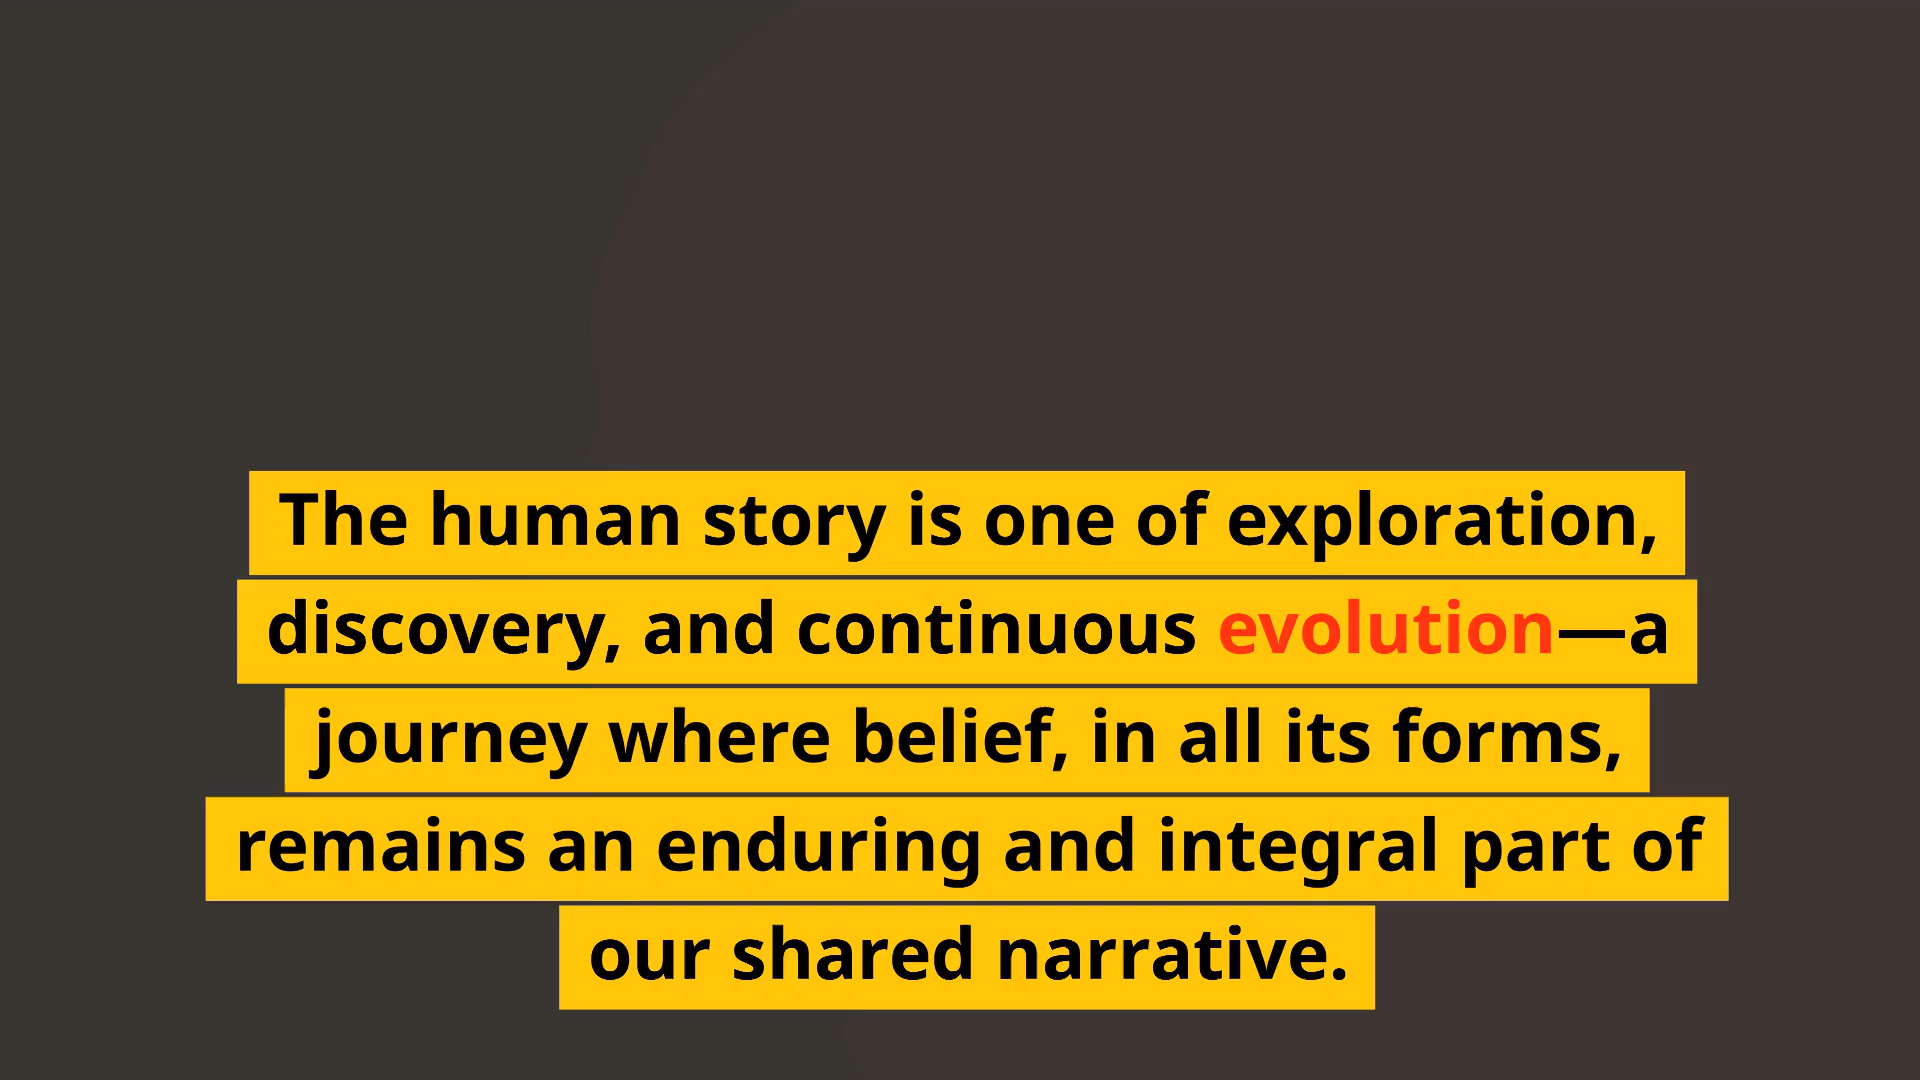 The human story is one of exploration,
discovery, and continuous evolution—a
journey where belief, in all its forms,
remains an enduring and integral part of
our shared narrative.